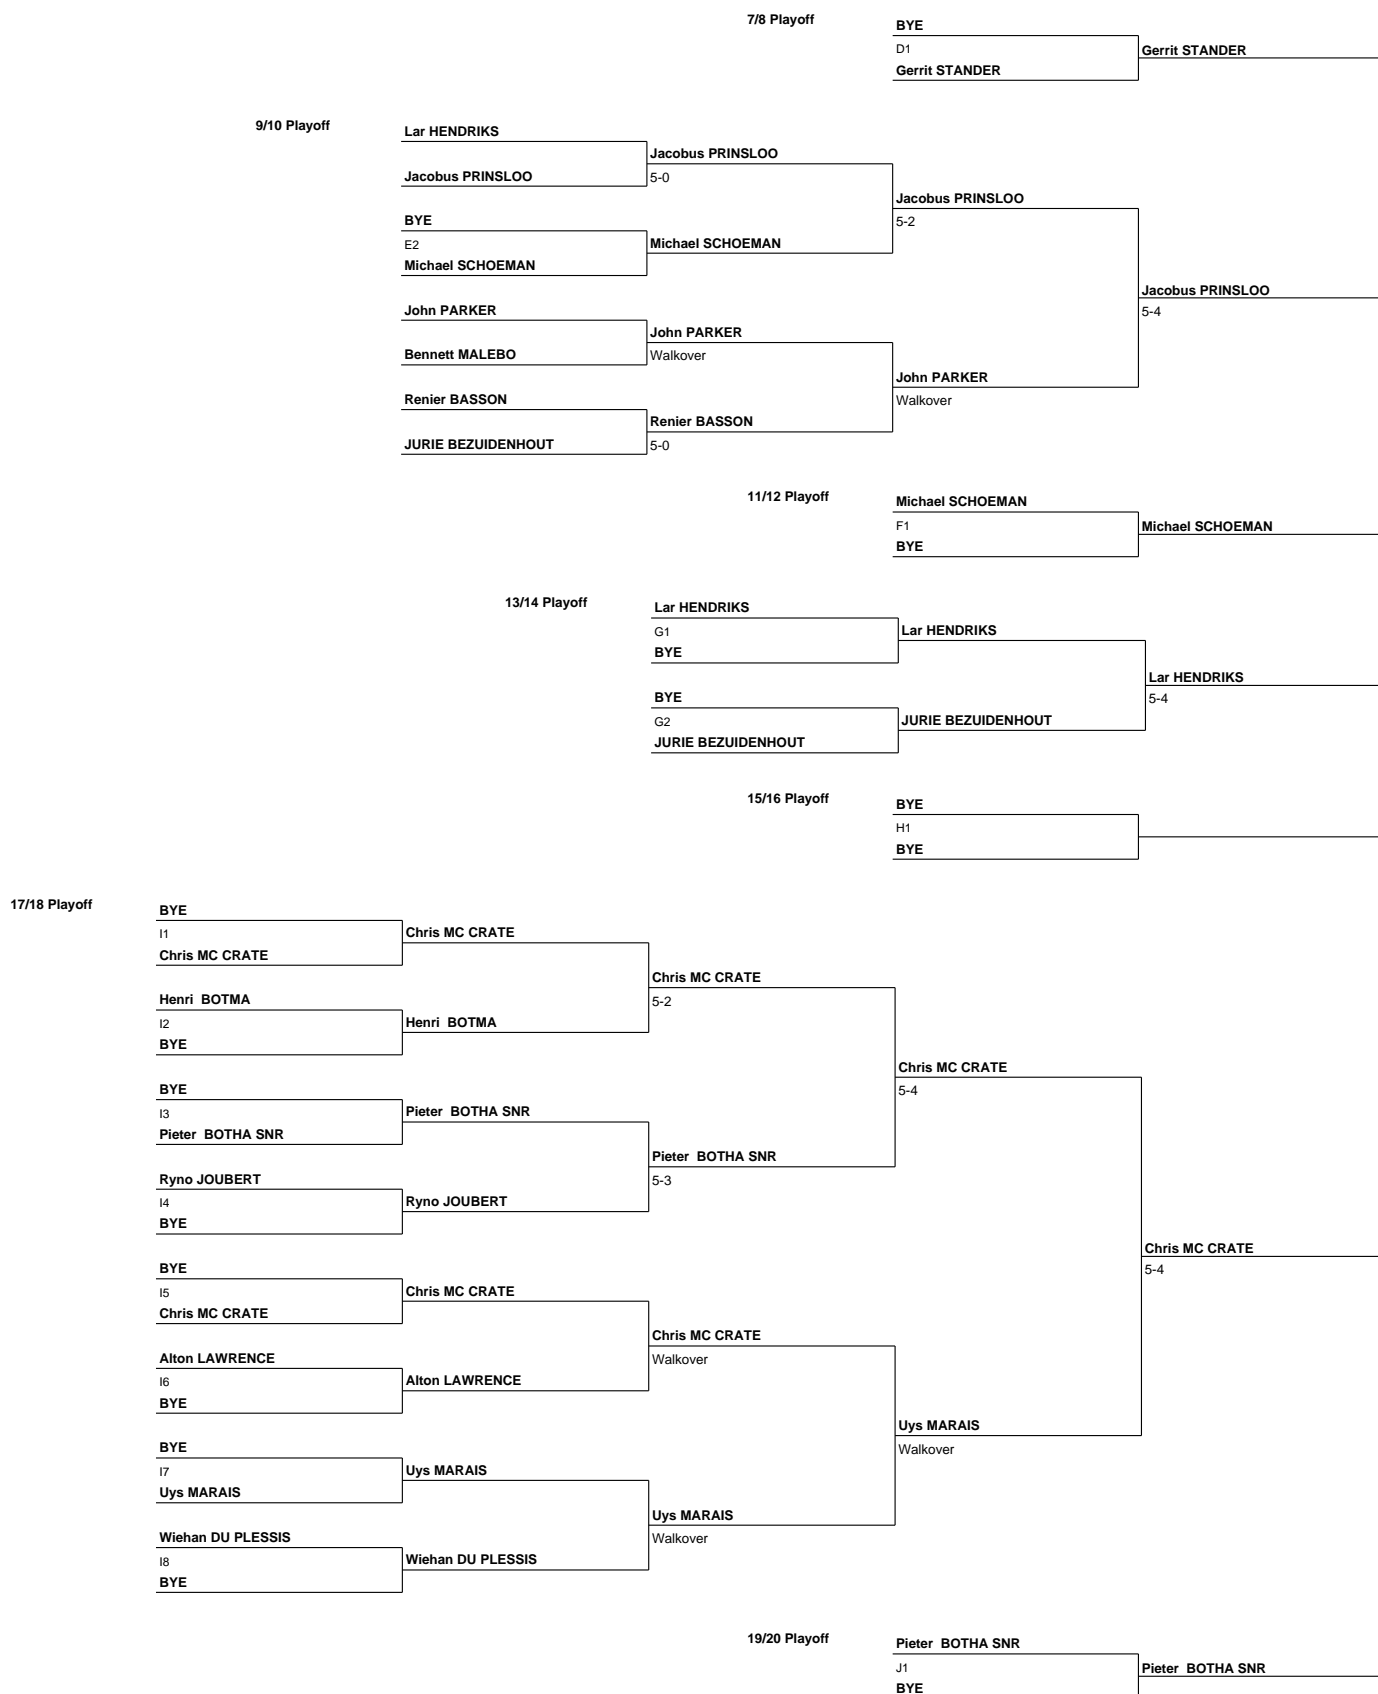 7/8 Playoff
BYE
D1
Gerrit STANDER
Gerrit STANDER
9/10 Playoff
Lar HENDRIKS
Jacobus PRINSLOO
Jacobus PRINSLOO
5-0
Jacobus PRINSLOO
5-2
BYE
E2
Michael SCHOEMAN
Michael SCHOEMAN
Jacobus PRINSLOO
5-4
John PARKER
John PARKER
Bennett MALEBO
Walkover
John PARKER
Walkover
Renier BASSON
Renier BASSON
JURIE BEZUIDENHOUT
5-0
11/12 Playoff
Michael SCHOEMAN
F1
Michael SCHOEMAN
BYE
13/14 Playoff
Lar HENDRIKS
G1
Lar HENDRIKS
BYE
Lar HENDRIKS
5-4
BYE
G2
JURIE BEZUIDENHOUT
JURIE BEZUIDENHOUT
15/16 Playoff
BYE
H1
BYE
17/18 Playoff
BYE
I1
Chris MC CRATE
Chris MC CRATE
Chris MC CRATE
5-2
Henri  BOTMA
I2
Henri  BOTMA
BYE
Chris MC CRATE
5-4
BYE
I3
Pieter  BOTHA SNR
Pieter  BOTHA SNR
Pieter  BOTHA SNR
5-3
Ryno JOUBERT
I4
Ryno JOUBERT
BYE
Chris MC CRATE
5-4
BYE
I5
Chris MC CRATE
Chris MC CRATE
Chris MC CRATE
Walkover
Alton LAWRENCE
I6
Alton LAWRENCE
BYE
Uys MARAIS
Walkover
BYE
I7
Uys MARAIS
Uys MARAIS
Uys MARAIS
Walkover
Wiehan DU PLESSIS
I8
Wiehan DU PLESSIS
BYE
19/20 Playoff
Pieter  BOTHA SNR
J1
Pieter  BOTHA SNR
BYE